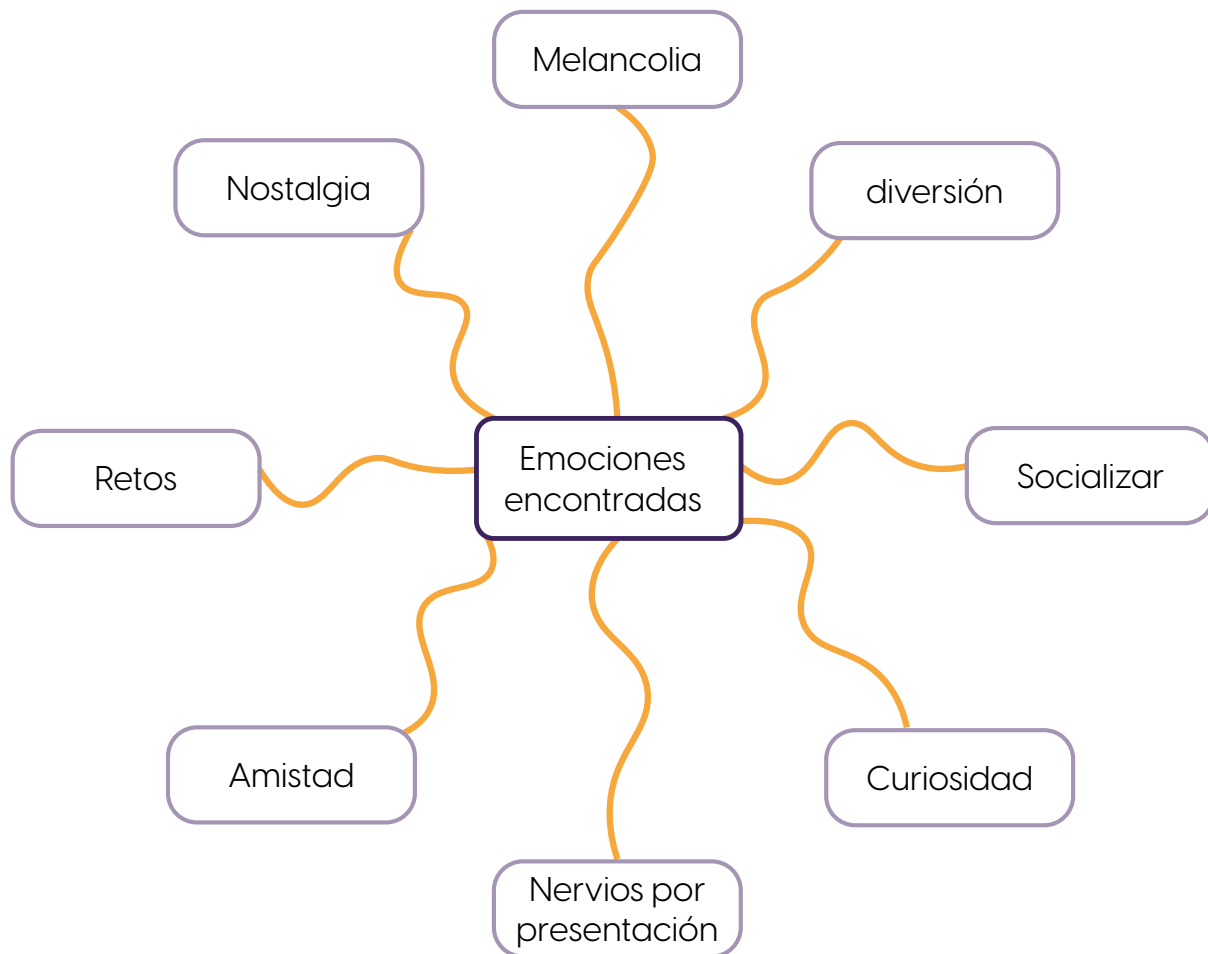 Melancolia
Nostalgia
diversión
Emociones
encontradas
Retos
Socializar
Amistad
Curiosidad
Nervios por
presentación